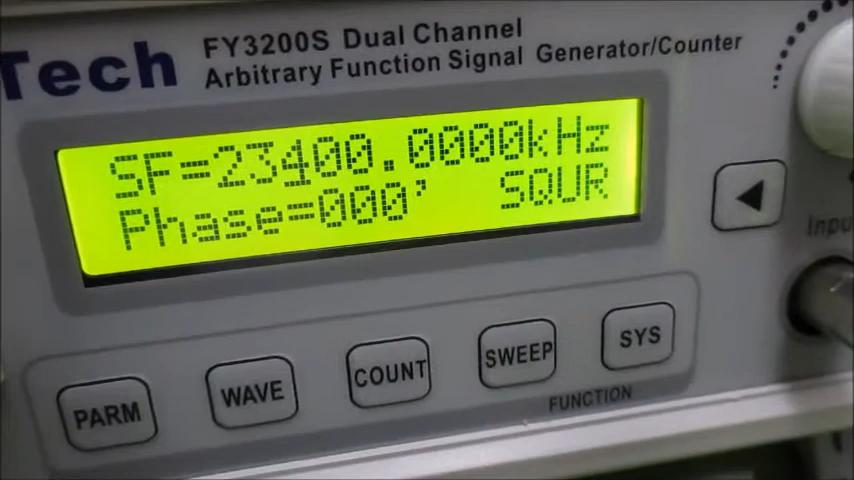 Tech
FY3200S Dual Channel
Arbitrary Function Signal Generator/Counter
SF=23400.0000kHz
Phase=000' SQUR
Input
PARM
WAVE
COUNT
SWEEP
SYS
FUNCTION